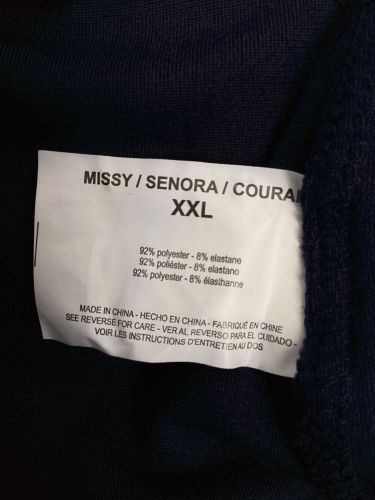 MISSY / SENORA / COURA
XXL
92% polyester - 8% elastane
92% poliéster - 8% elastano
92% polyester - 8% élasthanne
MADE IN CHINA - HECHO EN CHINA - FABRIQUÉ EN CHINE
SEE REVERSE FOR CARE - VER AL REVERSO PARA EL CUIDADO -
VOIR LES INSTRUCTIONS D'ENTRETIEN AU DOS